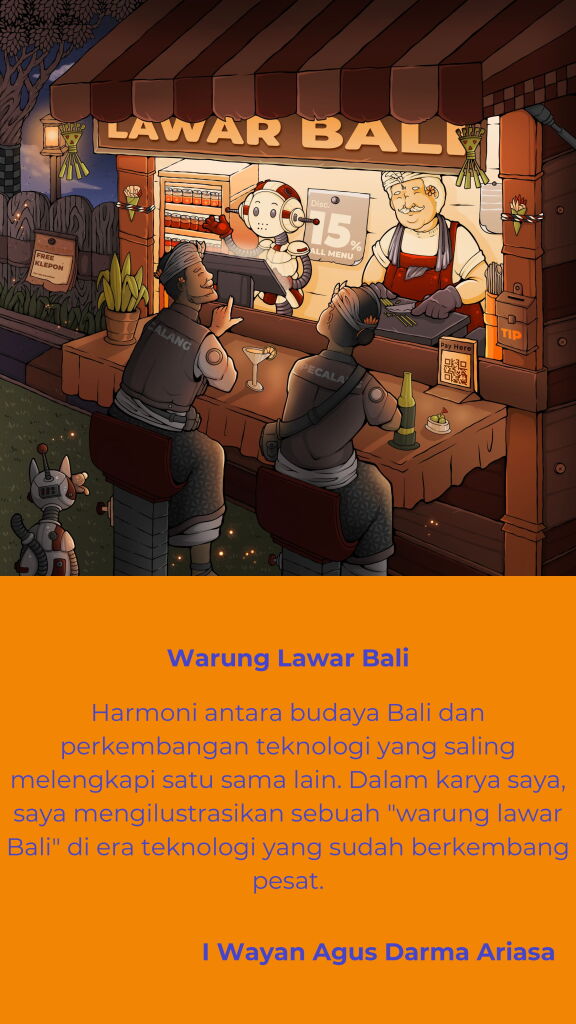 LAWAR BALI
Disc.
15%
ALL MENU
FREE
KLEPON
TIP
Pay Here
CALANG
PECALA
Warung Lawar Bali
Harmoni antara budaya Bali dan
perkembangan teknologi yang saling
melengkapi satu sama lain. Dalam karya saya,
saya mengilustrasikan sebuah "warung lawar
Bali" di era teknologi yang sudah berkembang
pesat.
I Wayan Agus Darma Ariasa